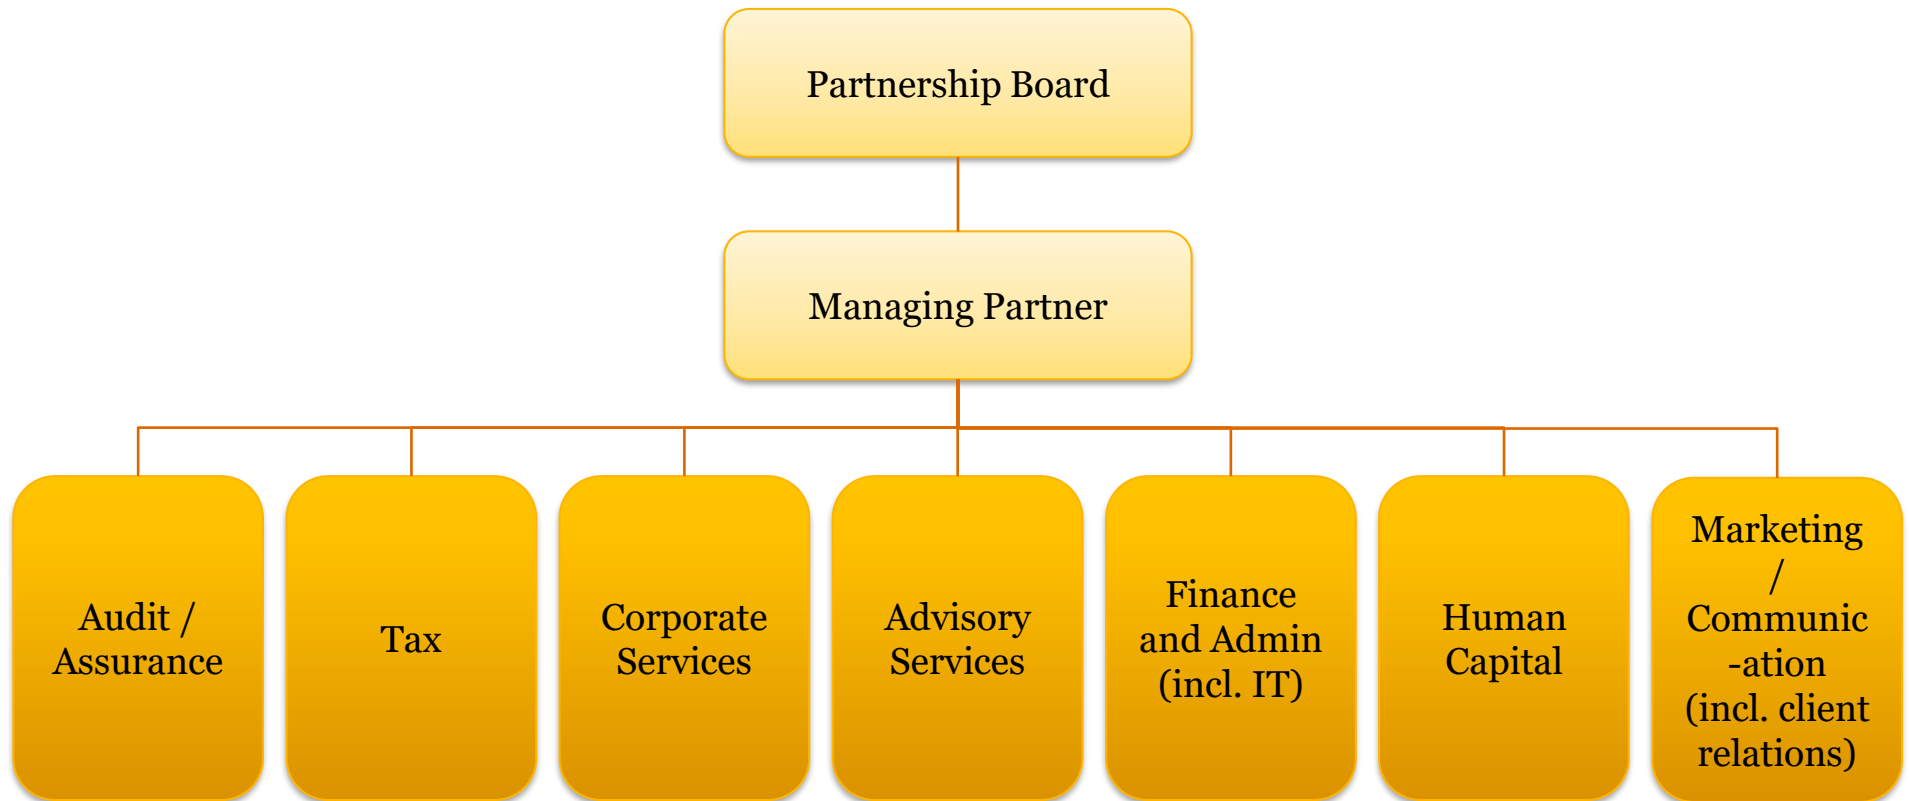 Partnership Board
Managing Partner
Audit /
Assurance
Tax
Corporate
Services
Advisory
Services
Finance
and Admin
(incl. IT)
Human
Capital
Marketing
/
Communic
-ation
(incl. client
relations)